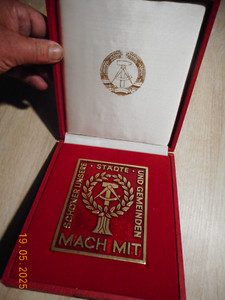 SCHÖNER UNSERE
STÄDTE
UND GEMEINDEN
MACH MIT
19.05.2025